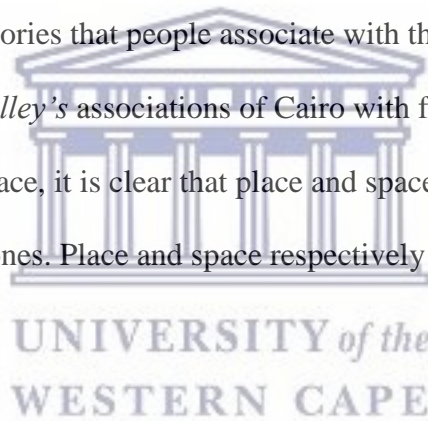 ories that people associate with th
lley's associations of Cairo with f
ace, it is clear that place and space
nes. Place and space respectively
UNIVERSITY of the
WESTERN CAPE